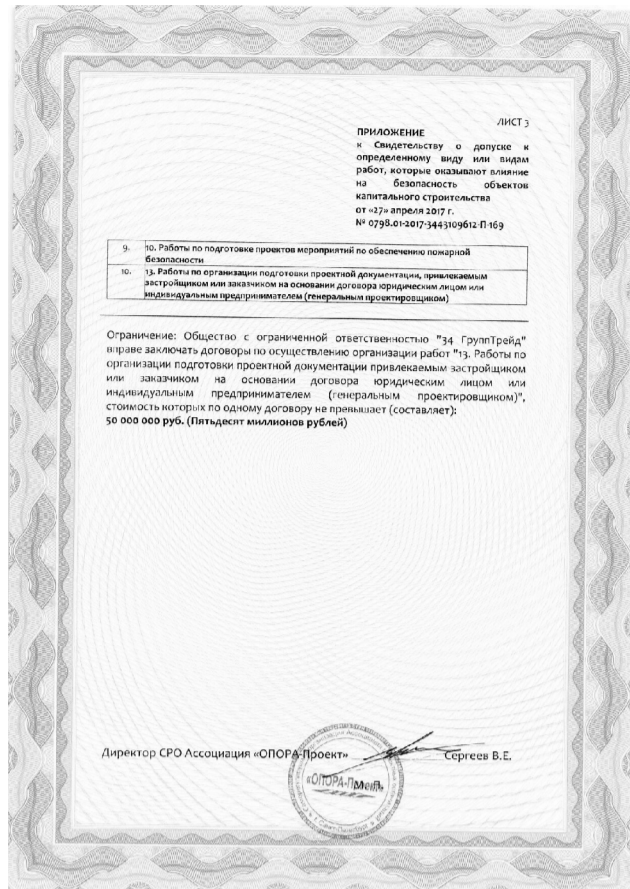 ЛИСТ 3
ПРИЛОЖЕНИЕ
к Свидетельству о допуске к
определенному виду или видам
работ, которые оказывают влияние
на безопасность объектов
капитального строительства
от «27» апреля 2017 г.
№ 0798.01-2017-3443109612-П-169
9. 10. Работы по подготовке проектов мероприятий по обеспечению пожарной
безопасности
10. 13. Работы по организации подготовки проектной документации, привлекаемым
застройщиком или заказчиком на основании договора юридическим лицом или
индивидуальным предпринимателем (генеральным проектировщиком)
Ограничение: Общество с ограниченной ответственностью "34 ГруппТрейд"
вправе заключать договоры по осуществлению организации работ "13. Работы по
организации подготовки проектной документации привлекаемым застройщиком
или заказчиком на основании договора юридическим лицом или
индивидуальным предпринимателем (генеральным проектировщиком)",
стоимость которых по одному договору не превышает (составляет):
50 000 000 руб. (Пятьдесят миллионов рублей)
Директор СРО Ассоциация «ОПОРА-Проект»
Сергеев В.Е.
М.П.